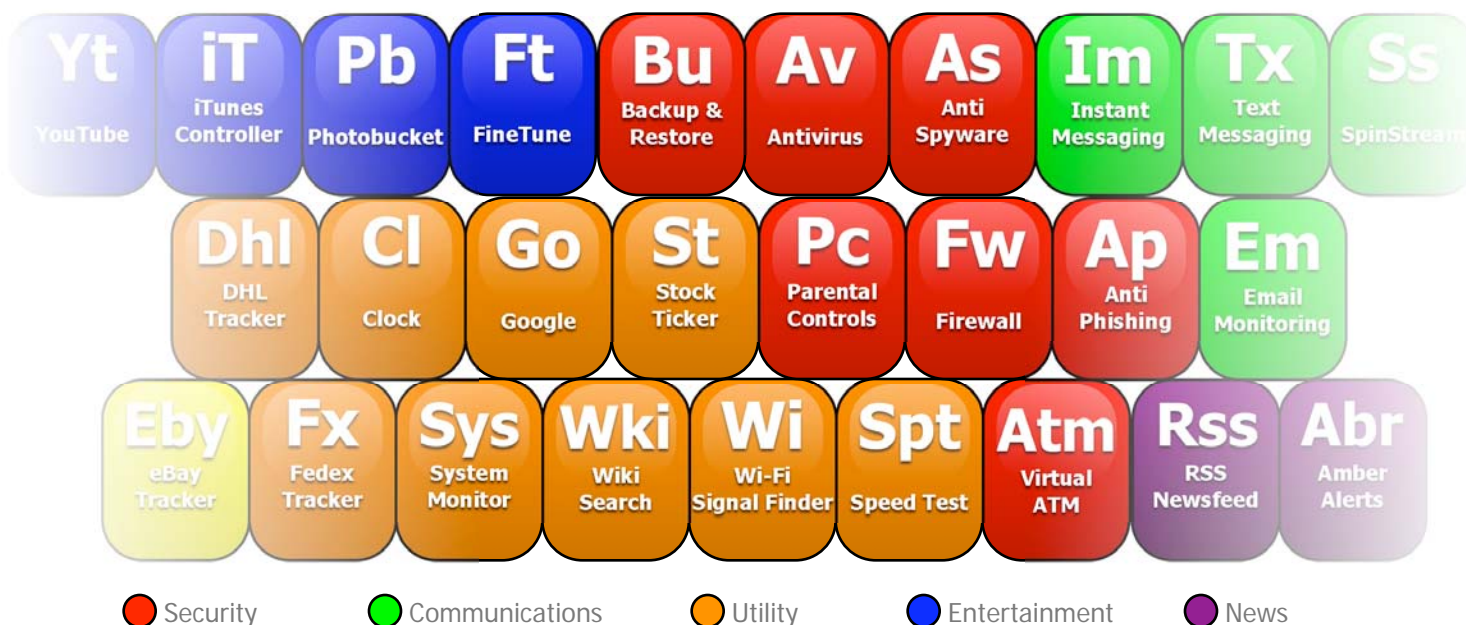 Yt
YouTube
iT
iTunes
Controller
Pb
Photobucket
Ft
FineTune
Bu
Backup &
Restore
Av
Antivirus
As
Anti
Spyware
Im
Instant
Messaging
Tx
Text
Messaging
Ss
SpinStream
Dhl
DHL
Tracker
Cl
Clock
Go
Google
St
Stock
Ticker
Pc
Parental
Controls
Fw
Firewall
Ap
Anti
Phishing
Em
Email
Monitoring
Eby
eBay
Tracker
Fx
Fedex
Tracker
Sys
System
Monitor
Wki
Wiki
Search
Wi
Wi-Fi
Signal Finder
Spt
Speed Test
Atm
Virtual
ATM
Rss
RSS
Newsfeed
Abr
Amber
Alerts
Security
Communications
Utility
Entertainment
News